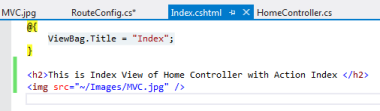 MVC.jpg RouteConfig.cs* Index.cshtml HomeController.cs
@{
ViewBag.Title = "Index";
}
<h2>This is Index View of Home Controller with Action Index </h2>
<img src="~/Images/MVC.jpg" />